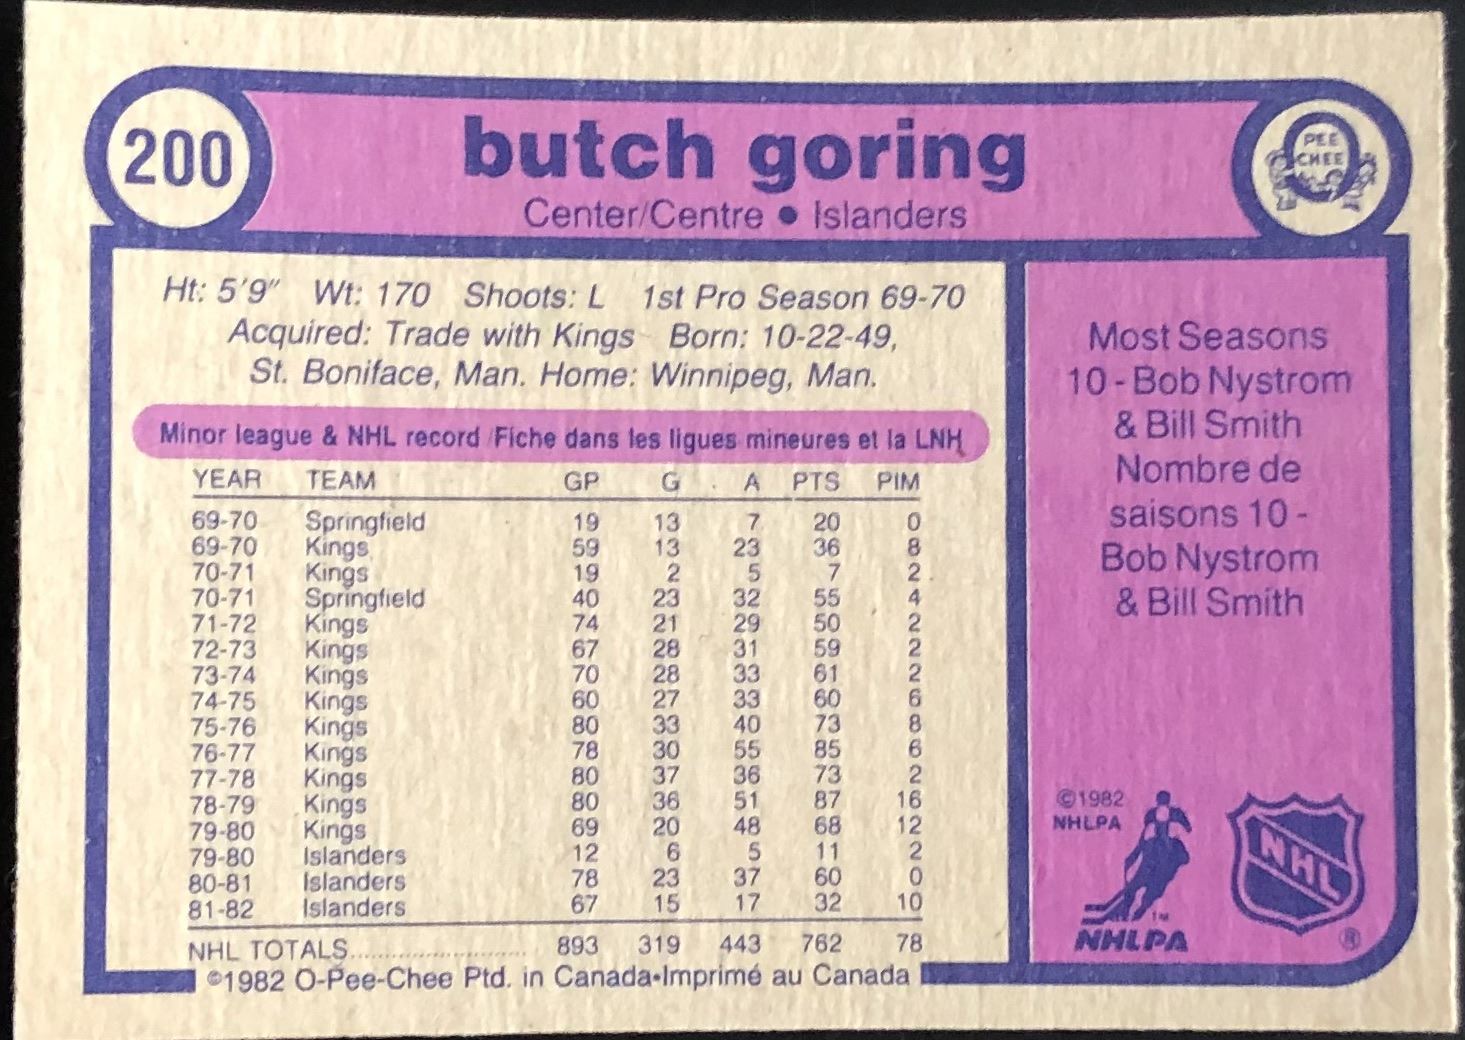 200
butch goring
Center/Centre • Islanders
PEE
CHEE
Ht: 5'9" Wt: 170 Shoots: L 1st Pro Season 69-70
Acquired: Trade with Kings Born: 10-22-49,
St. Boniface, Man. Home: Winnipeg, Man.
Minor league & NHL record/Fiche dans les ligues mineures et la LNH
YEAR TEAM GP G A PTS PIM
69-70 Springfield 19 13 7 20 0
69-70 Kings 59 13 23 36 8
70-71 Kings 19 2 5 7 2
70-71 Springfield 40 23 32 55 4
71-72 Kings 74 21 29 50 2
72-73 Kings 67 28 31 59 2
73-74 Kings 70 28 33 61 2
74-75 Kings 60 27 33 60 6
75-76 Kings 80 33 40 73 8
76-77 Kings 78 30 55 85 6
77-78 Kings 80 37 36 73 2
78-79 Kings 80 36 51 87 16
79-80 Kings 69 20 48 68 12
79-80 Islanders 12 6 5 11 2
80-81 Islanders 78 23 37 60 0
81-82 Islanders 67 15 17 32 10
NHL TOTALS........................ 893 319 443 762 78
©1982 O-Pee-Chee Ptd. in Canada•Imprimé au Canada
Most Seasons
10 - Bob Nystrom
& Bill Smith
Nombre de
saisons 10 -
Bob Nystrom
& Bill Smith
©1982
NHLPA
TM
NHLPA
NHL
®